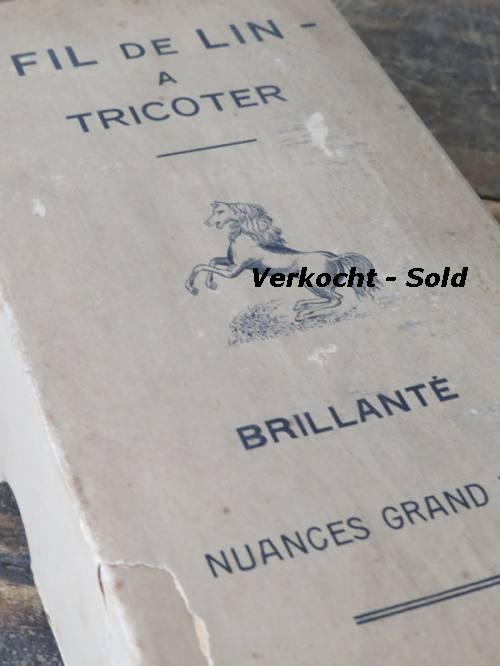 FIL DE LIN -
A
TRICOTER
Verkocht - Sold
BRILLANTÉ
NUANCES GRAND